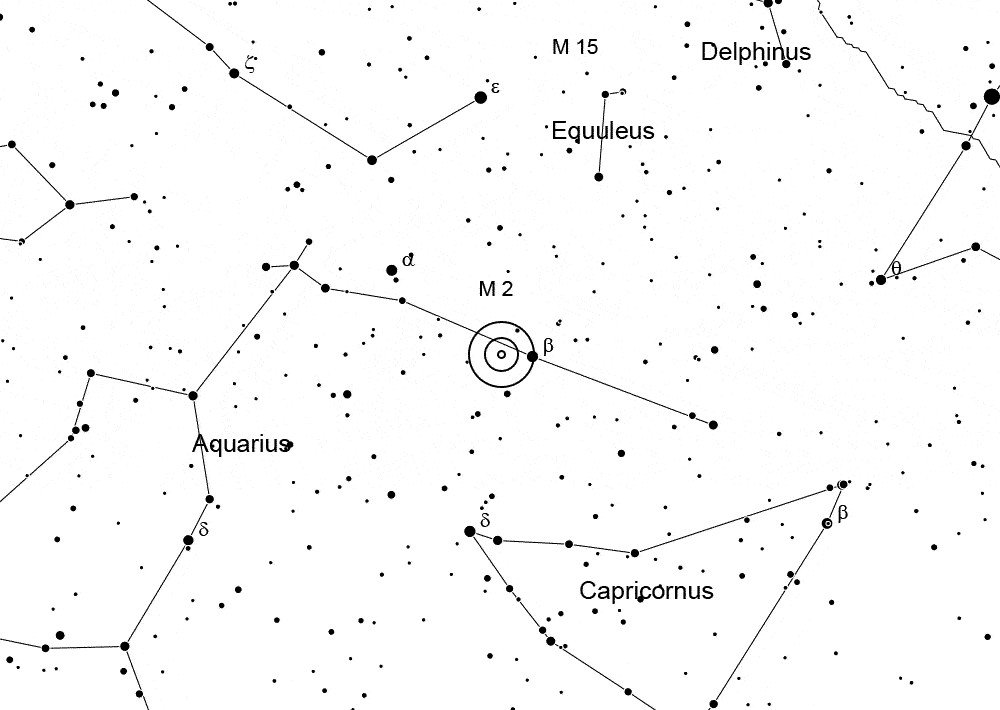 M 15
Delphinus
ζ
ε
Equuleus
α
θ
M 2
β
Aquarius
δ
β
δ
Capricornus